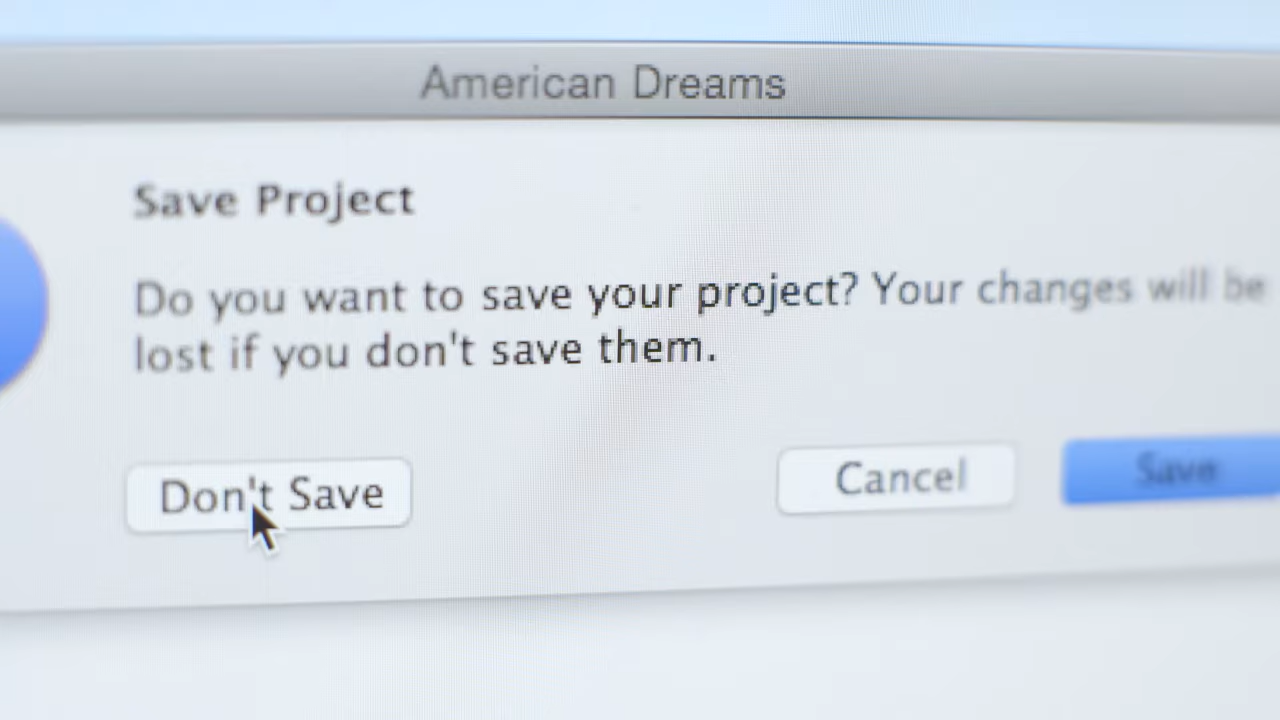 American Dreams
Save Project
Do you want to save your project? Your changes will be
lost if you don't save them.
Don't Save
Cancel
Save